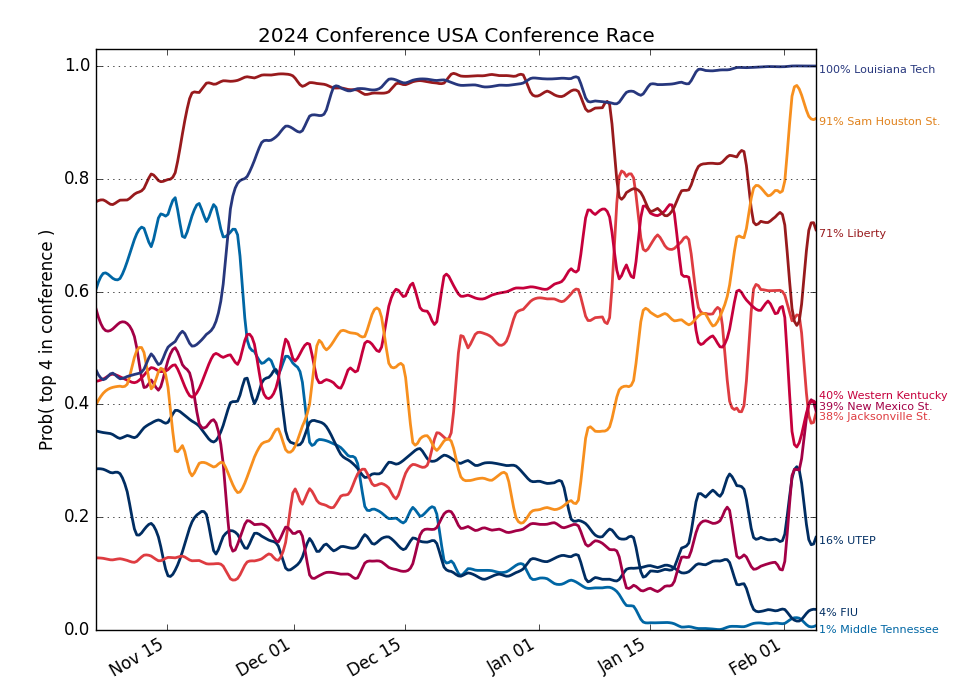 2024 Conference USA Conference Race
Prob( top 4 in conference )
1.0
0.8
0.6
0.4
0.2
0.0
Nov 15
Dec 01
Dec 15
Jan 01
Jan 15
Feb 01
100% Louisiana Tech
91% Sam Houston St.
71% Liberty
40% Western Kentucky
39% New Mexico St.
38% Jacksonville St.
16% UTEP
4% FIU
1% Middle Tennessee